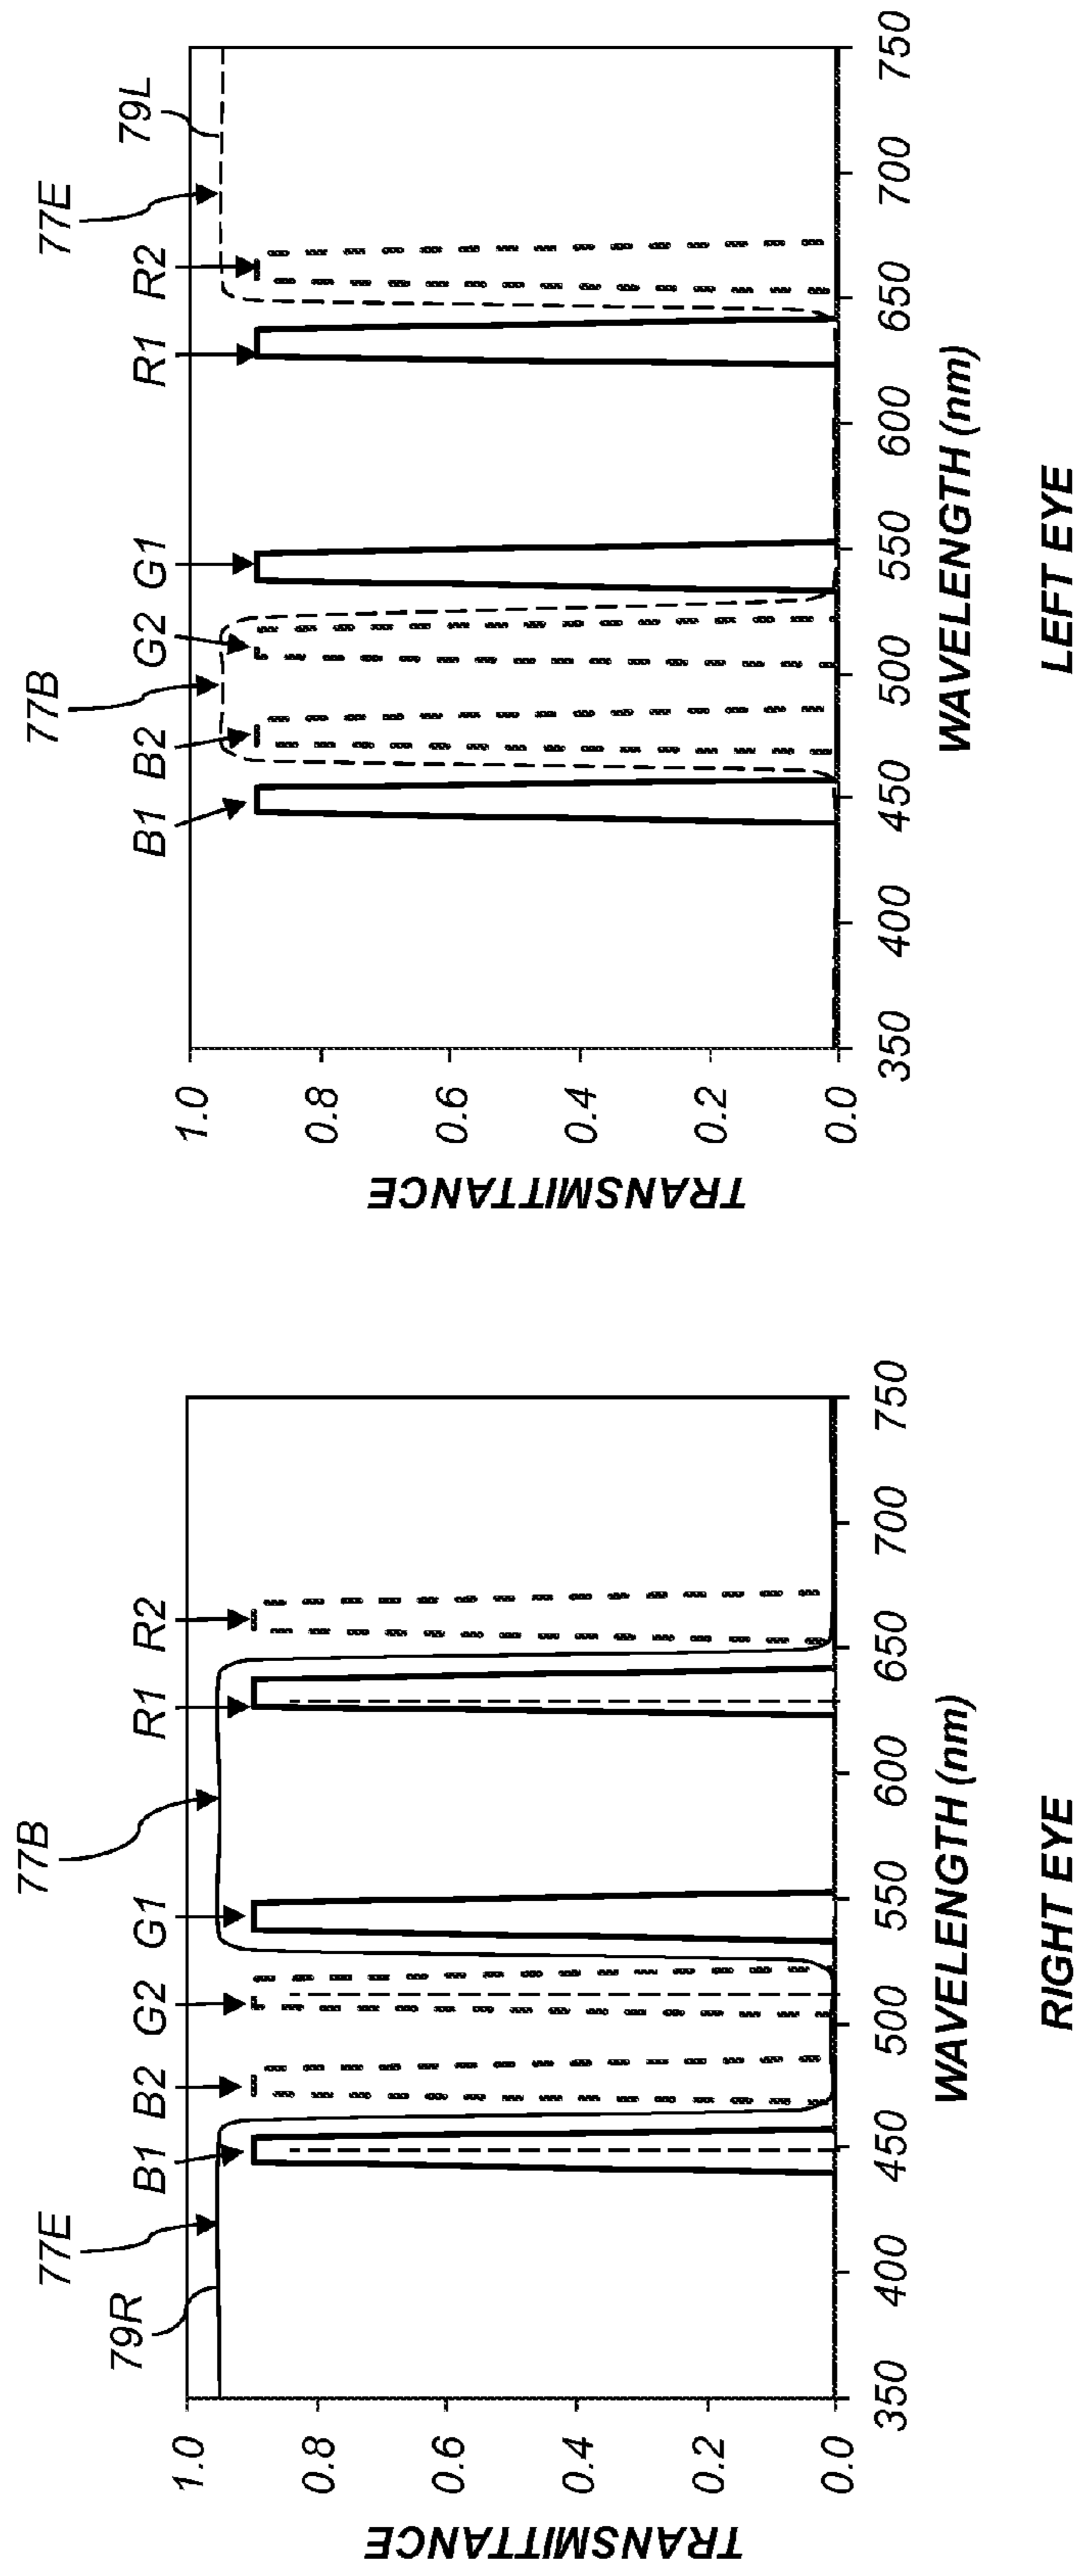 77E
77B
79R
B1
B2
G2
G1
R1
R2
1.0
0.8
0.6
0.4
0.2
0.0
TRANSMITTANCE
350
400
450
500
550
600
650
700
750
WAVELENGTH (nm)
RIGHT EYE
77B
77E
79L
B1
B2
G2
G1
R1
R2
1.0
0.8
0.6
0.4
0.2
0.0
TRANSMITTANCE
350
400
450
500
550
600
650
700
750
WAVELENGTH (nm)
LEFT EYE